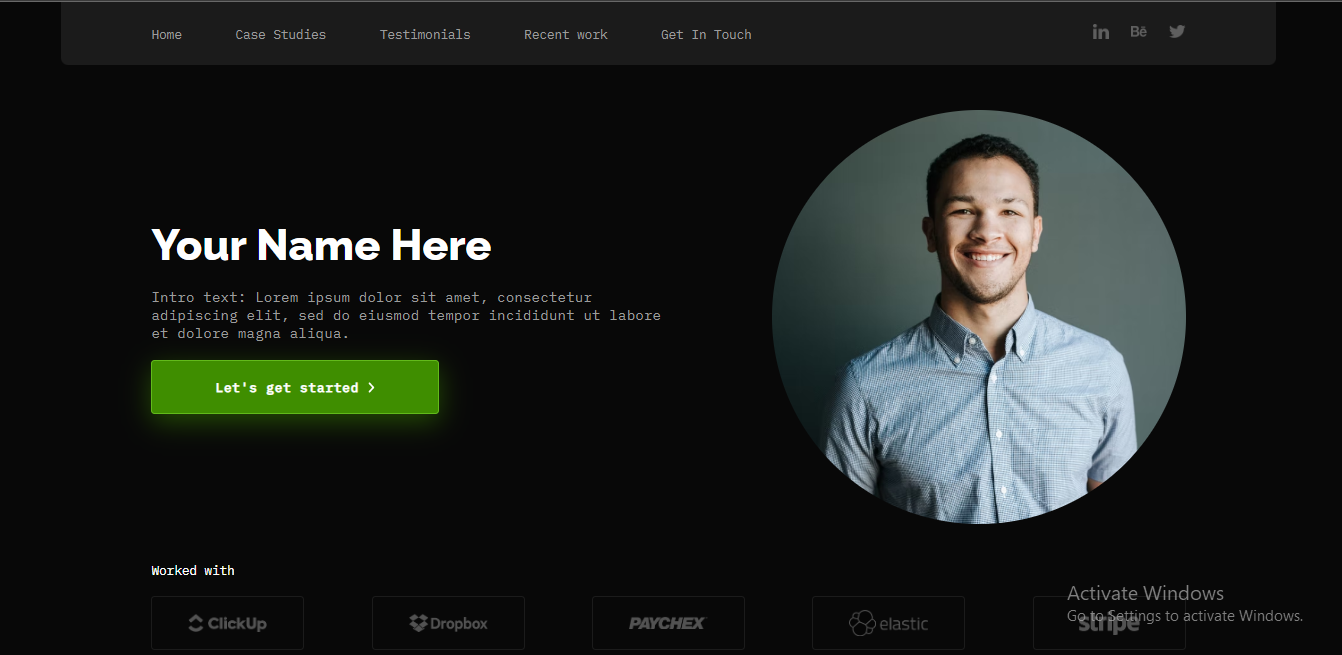 Home Case Studies Testimonials Recent work Get In Touch in Bē
Your Name Here
Intro text: Lorem ipsum dolor sit amet, consectetur
adipiscing elit, sed do eiusmod tempor incididunt ut labore
et dolore magna aliqua.
Let's get started >
Worked with
ClickUp Dropbox PAYCHEX elastic stripe
Activate Windows
Go to Settings to activate Windows.